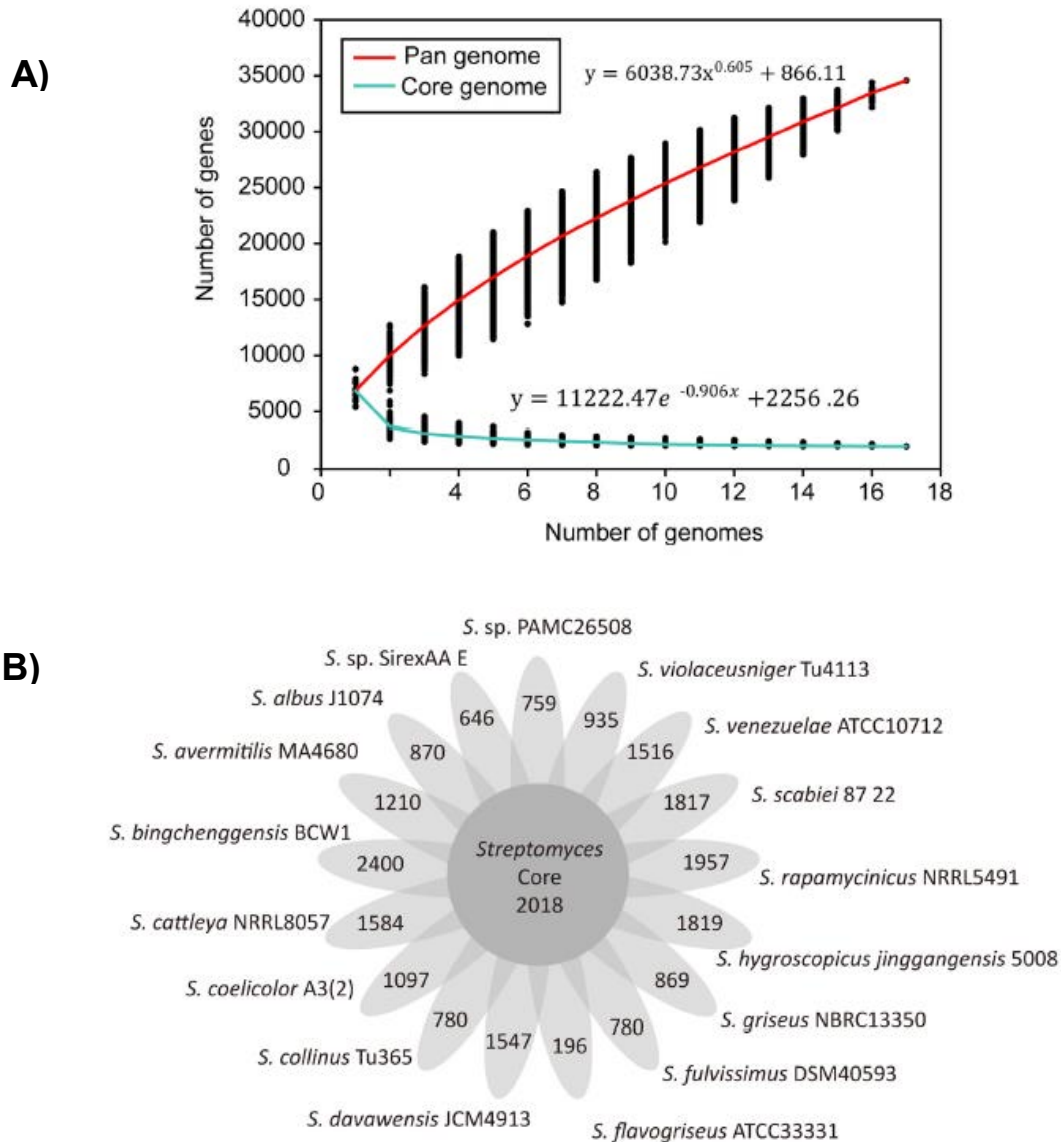 A)
40000
35000
30000
25000
20000
15000
10000
5000
0
Number of genes
Pan genome
Core genome
y = 6038.73x^0.605 + 866.11
y = 11222.47e ^-0.906x +2256 .26
0 2 4 6 8 10 12 14 16 18
Number of genomes
B)
S. sp. PAMC26508
S. sp. SirexAA E
S. violaceusniger Tu4113
S. albus J1074
S. venezuelae ATCC10712
S. avermitilis MA4680
S. scabiei 87 22
S. bingchenggensis BCW1
S. rapamycinicus NRRL5491
S. cattleya NRRL8057
S. hygroscopicus jinggangensis 5008
S. coelicolor A3(2)
S. griseus NBRC13350
S. collinus Tu365
S. fulvissimus DSM40593
S. davawensis JCM4913
S. flavogriseus ATCC33331
759
646
935
870
1516
1210
1817
2400
1957
1584
1819
1097
869
780
780
1547
196
Streptomyces
Core
2018